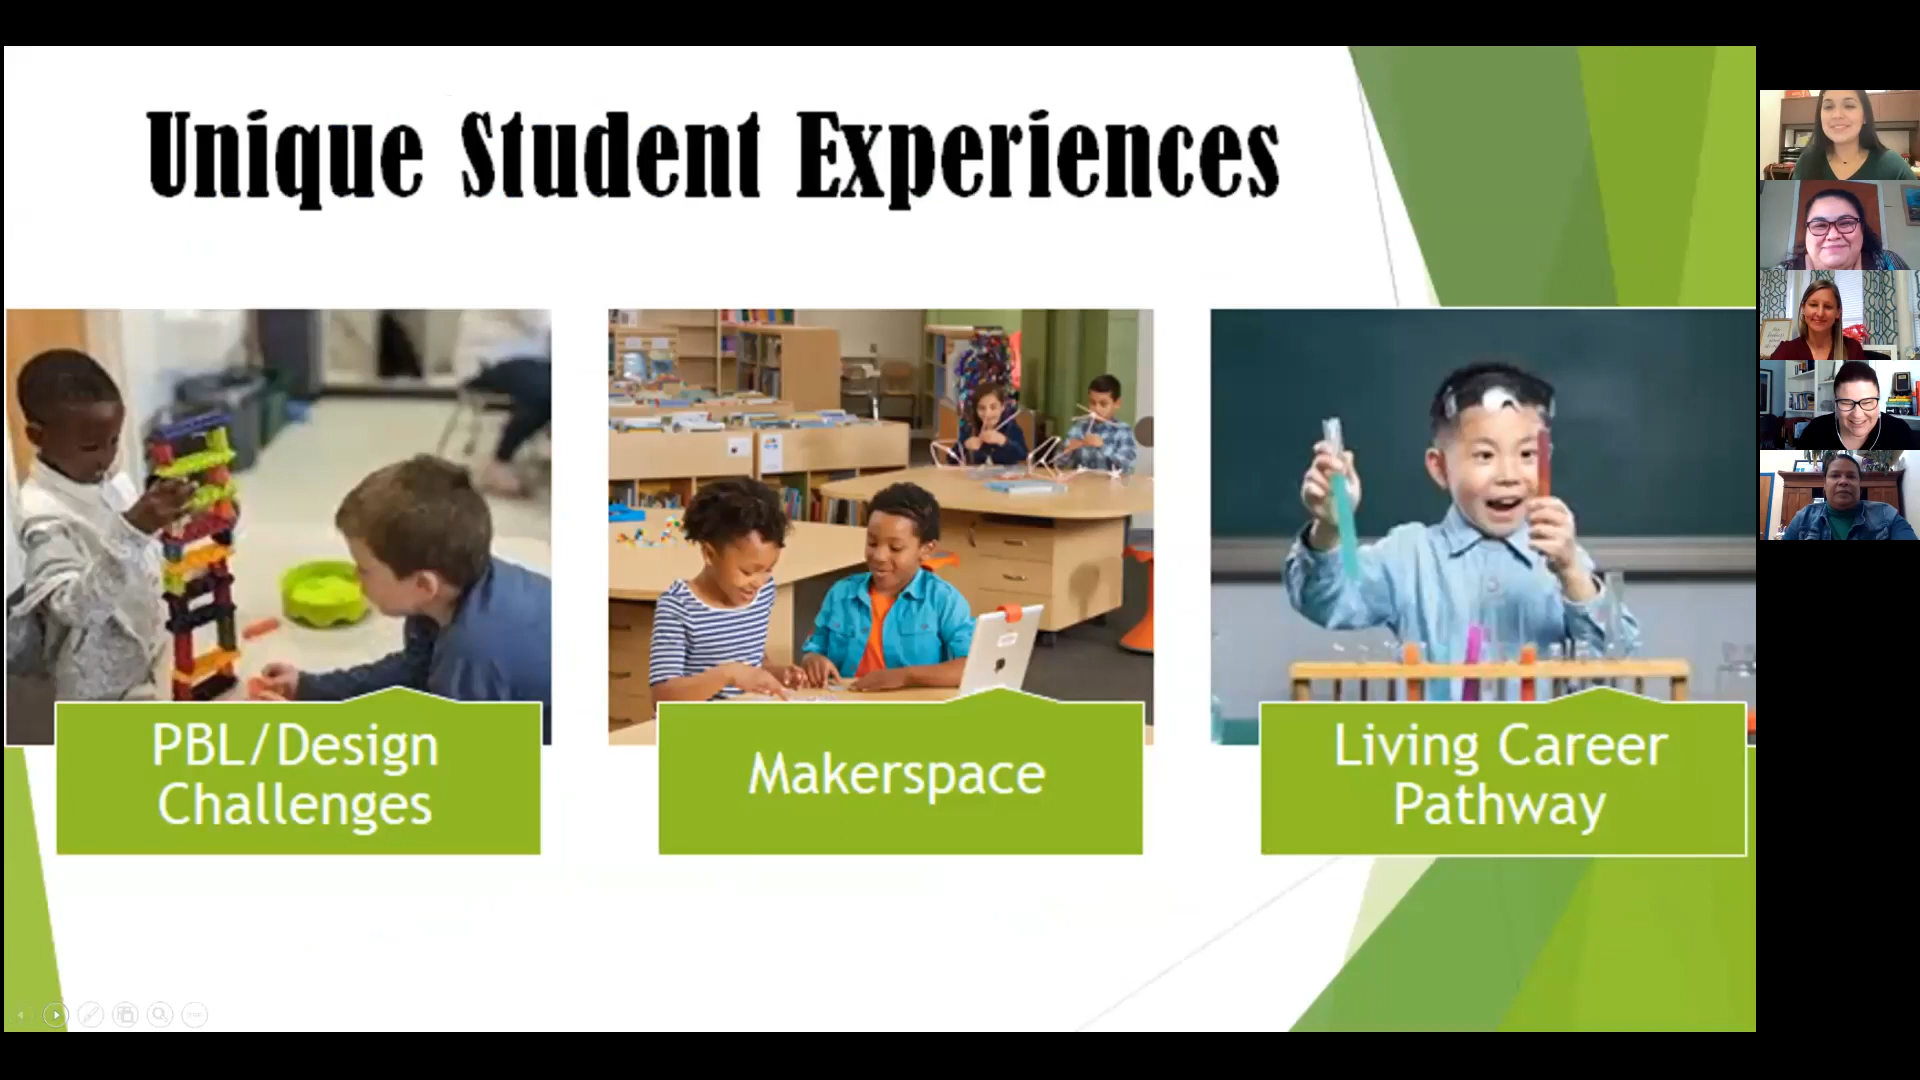 Unique Student Experiences
PBL/Design
Challenges
Makerspace
Living Career
Pathway